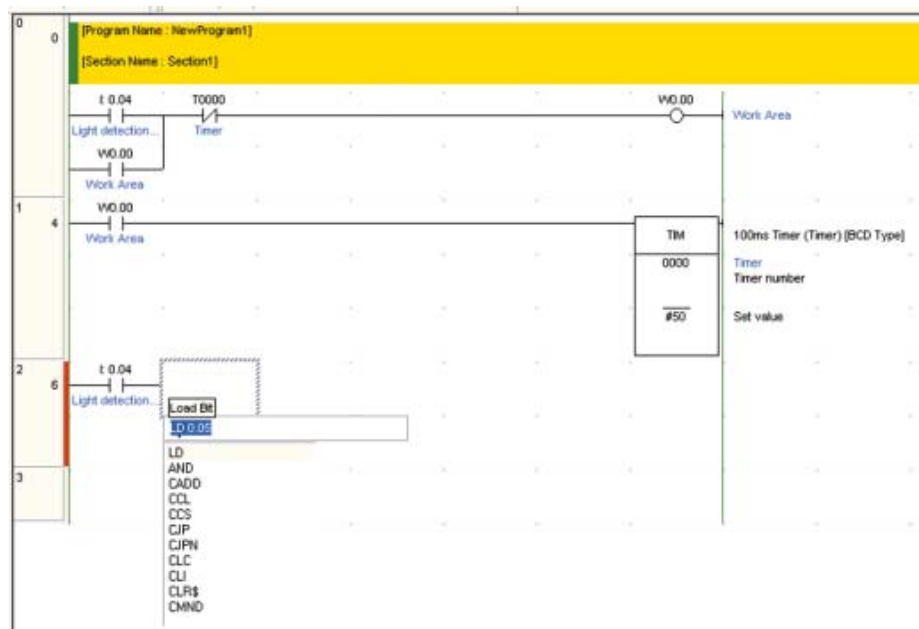 0
0
[Program Name : NewProgram1]
[Section Name : Section1]
I: 0.04
T0000
W0.00
Light detection...
Timer
Work Area
W0.00
Work Area
1
4
W0.00
Work Area
TIM
100ms Timer (Timer) [BCD Type]
0000
Timer
Timer number
#50
Set value
2
6
I: 0.04
Light detection...
Load Bit
LD 0.05
LD
AND
CADD
CCL
CCS
CJP
CJPN
CLC
CLI
CLR$
CMND
3